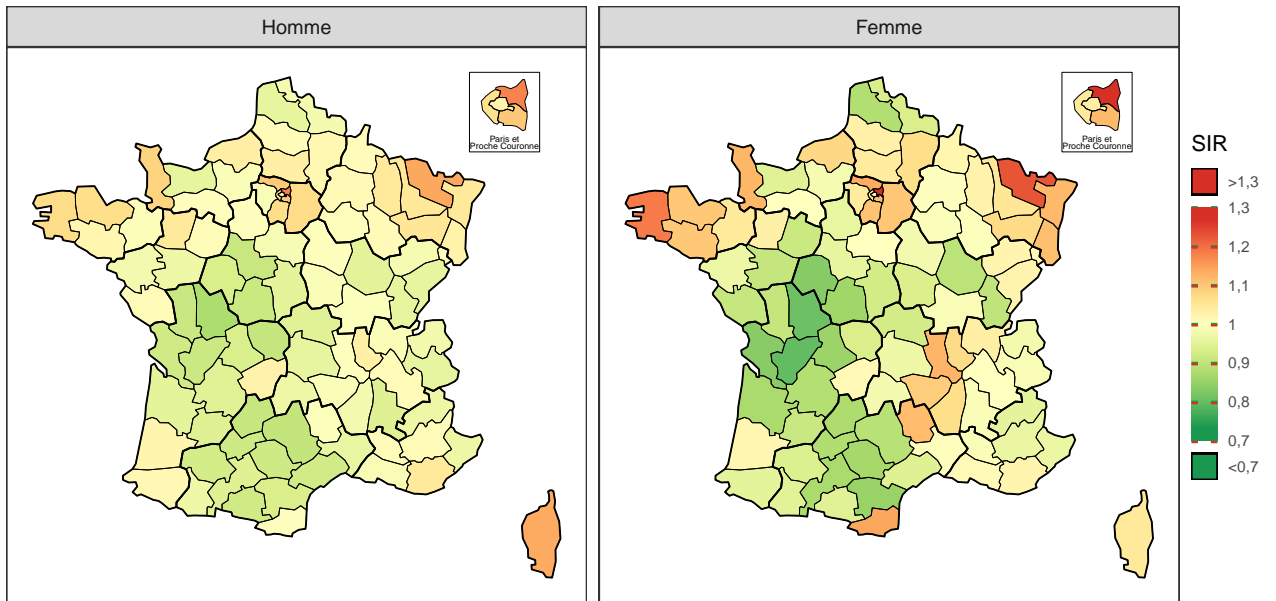 Homme
Femme
Paris et
Proche Couronne
Paris et
Proche Couronne
SIR
>1,3
1,3
1,2
1,1
1
0,9
0,8
0,7
<0,7